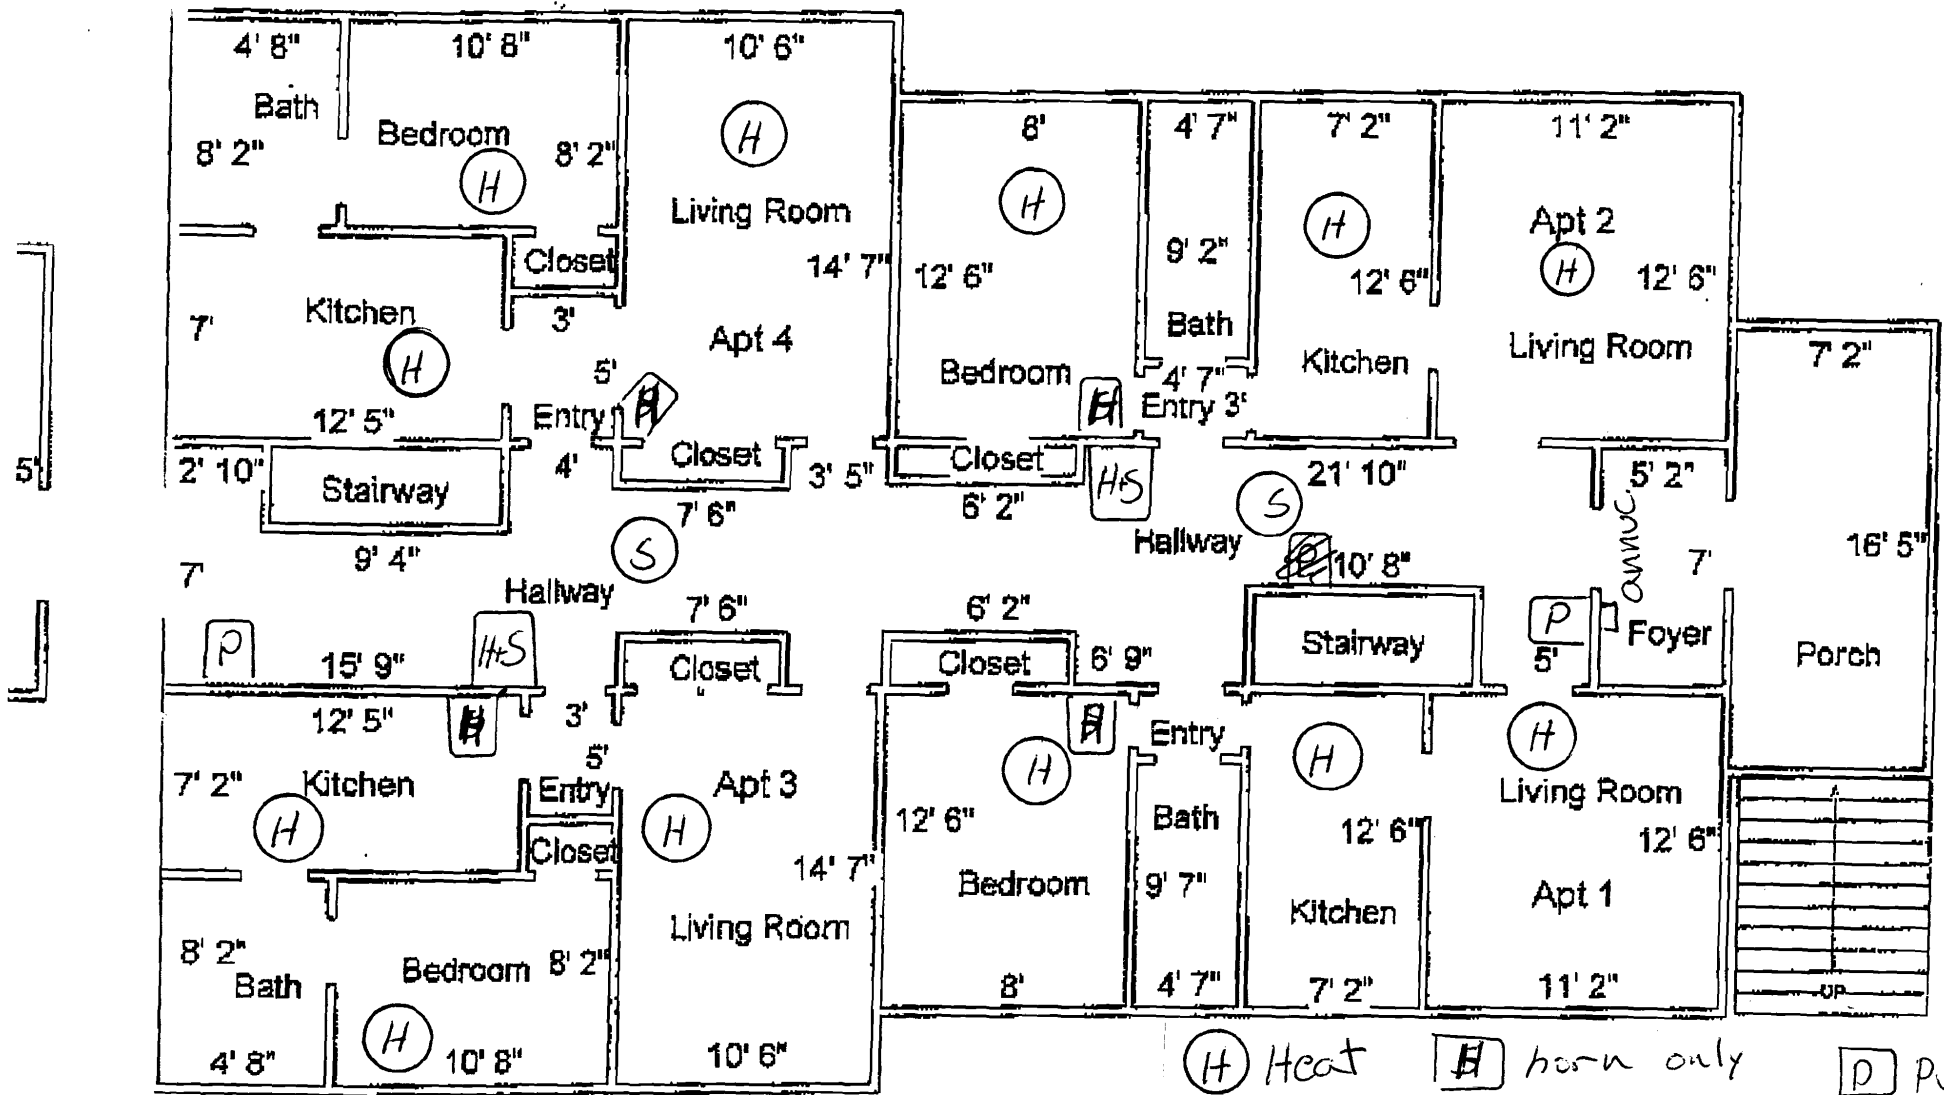 4' 8" 10' 8" 10' 6"
Bath
Bedroom
8' 2" 8' 2"
H
H
8' 4' 7" 7' 2" 11' 2"
Living Room
H
H
Apt 2
9' 2"
H
Closet
14' 7" 12' 6" 12' 6" 12' 6"
Kitchen
7'
3'
Bath
Apt 4
Living Room
7' 2"
H
5'
Bedroom
4' 7"
Kitchen
12' 5"
Entry
H
H
Entry 3'
2' 10"
4'
Closet
3' 5"
Closet
5'
Stairway
7' 6"
6' 2"
H+S
21' 10"
5' 2"
S
annuc.
9' 4"
S
Hallway
P
10' 8"
7'
16' 5"
7'
Hallway
7' 6"
6' 2"
P
H+S
P
Foyer
Stairway
Porch
15' 9"
Closet
Closet
6' 9"
5'
12' 5"
H
3'
H
Entry
H
H
H
5'
7' 2"
Kitchen
Entry
Apt 3
Living Room
H
H
12' 6"
Bath
12' 6"
12' 6"
Closet
14' 7"
Bedroom
9' 7"
Apt 1
Living Room
Kitchen
8' 2"
Bath
Bedroom
8' 2"
8'
4' 7"
7' 2"
11' 2"
UP
H
4' 8"
10' 8"
10' 6"
H Heat
H horn only
P